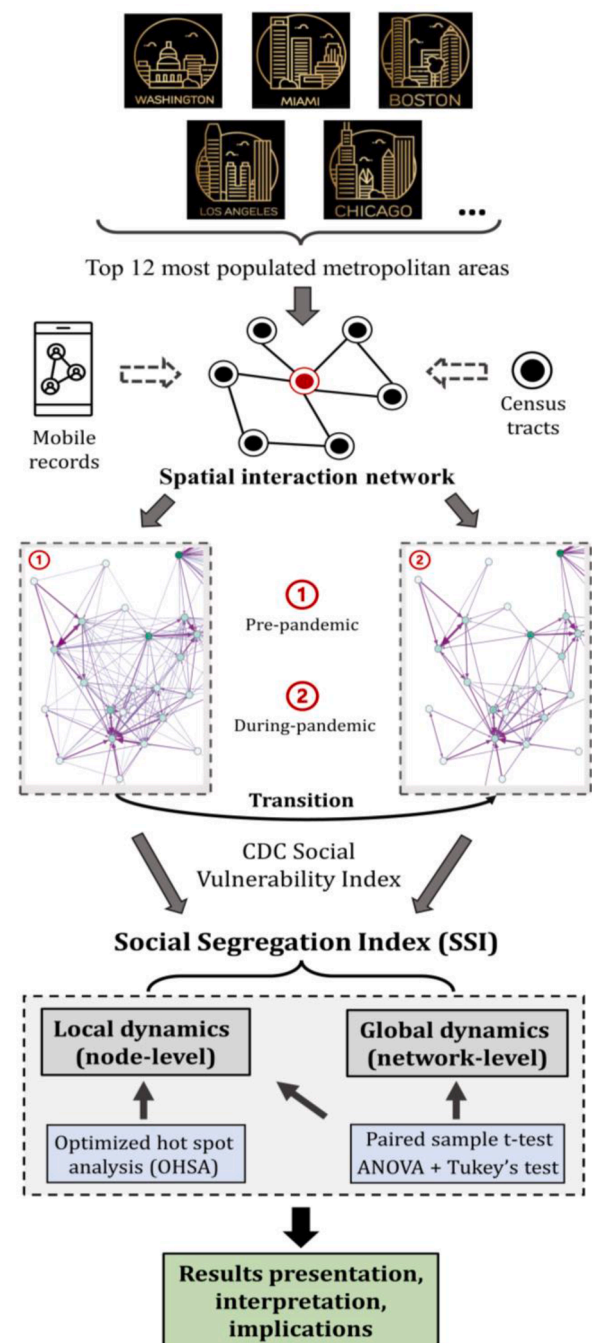 WASHINGTON
MIAMI
BOSTON
LOS ANGELES
CHICAGO
...
Top 12 most populated metropolitan areas
Mobile
records
Census
tracts
Spatial interaction network
1
1
Pre-pandemic
2
During-pandemic
2
Transition
CDC Social
Vulnerability Index
Social Segregation Index (SSI)
Local dynamics
(node-level)
Global dynamics
(network-level)
Optimized hot spot
analysis (OHSA)
Paired sample t-test
ANOVA + Tukey's test
Results presentation,
interpretation,
implications